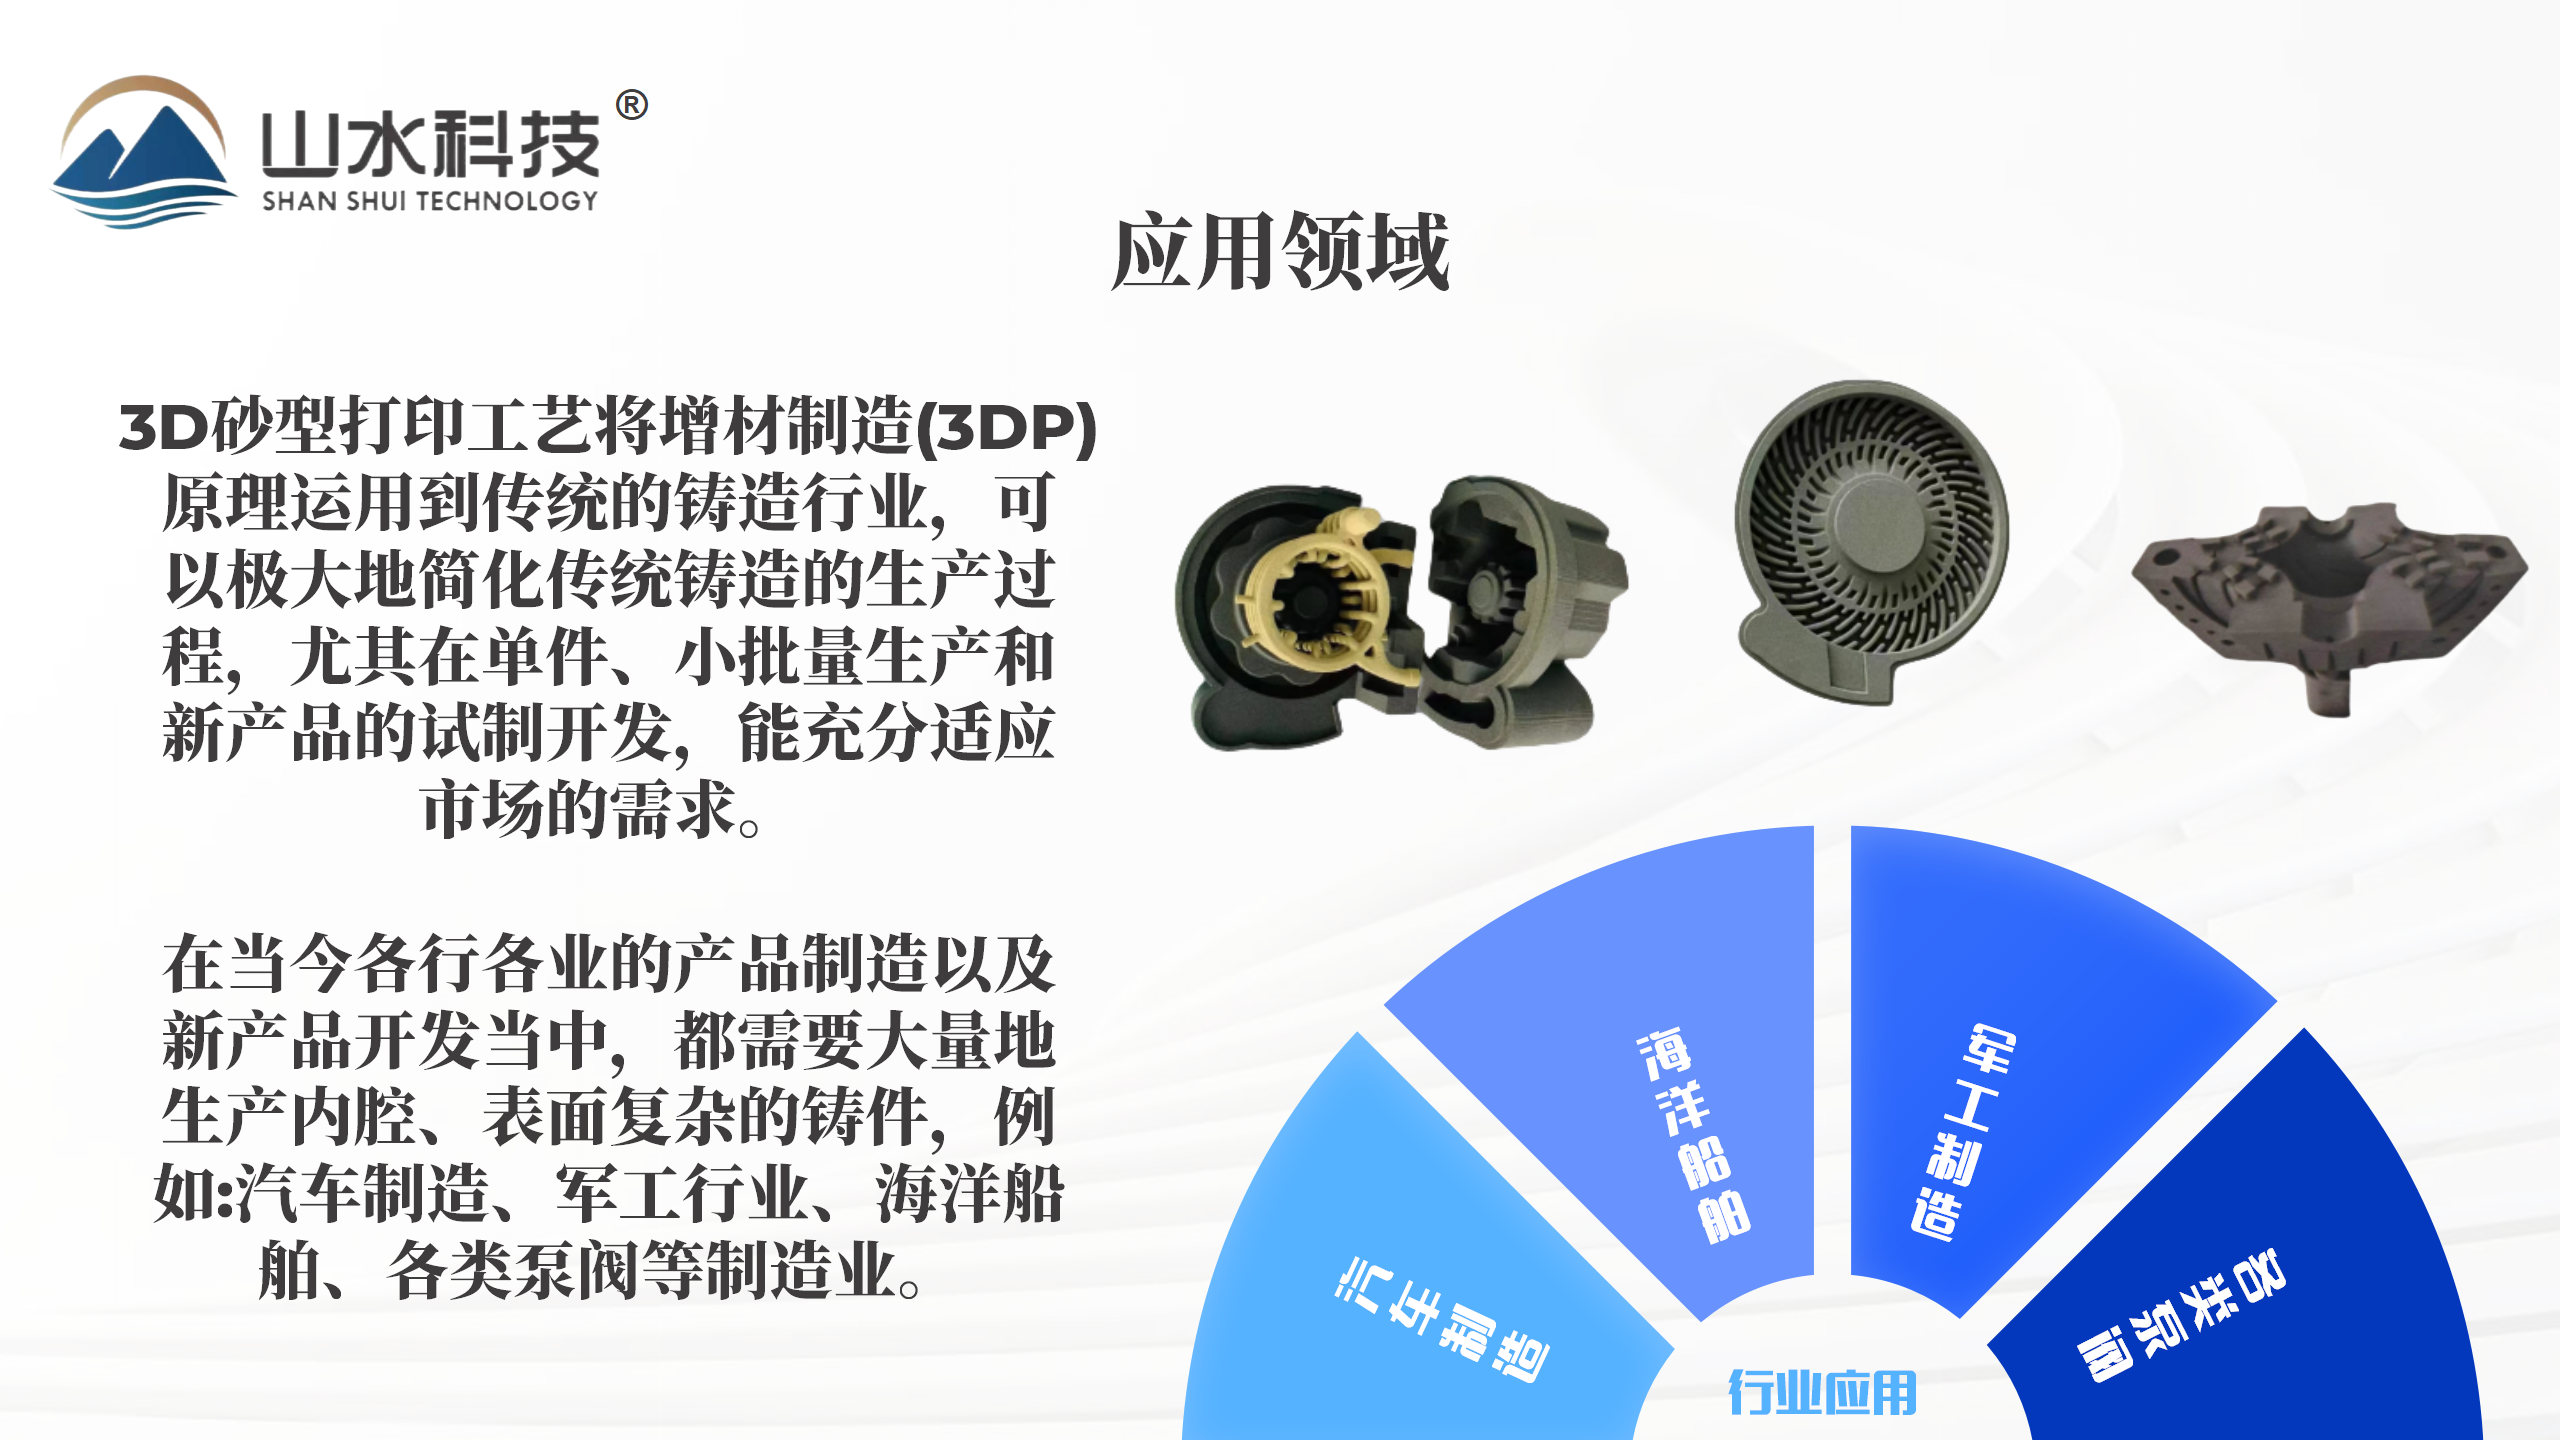 山水科技®
SHAN SHUI TECHNOLOGY
应用领域
3D砂型打印工艺将增材制造(3DP)
原理运用到传统的铸造行业，可
以极大地简化传统铸造的生产过
程，尤其在单件、小批量生产和
新产品的试制开发，能充分适应
市场的需求。
在当今各行各业的产品制造以及
新产品开发当中，都需要大量地
生产内腔、表面复杂的铸件，例
如:汽车制造、军工行业、海洋船
舶、各类泵阀等制造业。
汽车制造
海洋船舶
军工制造
各类泵阀
行业应用